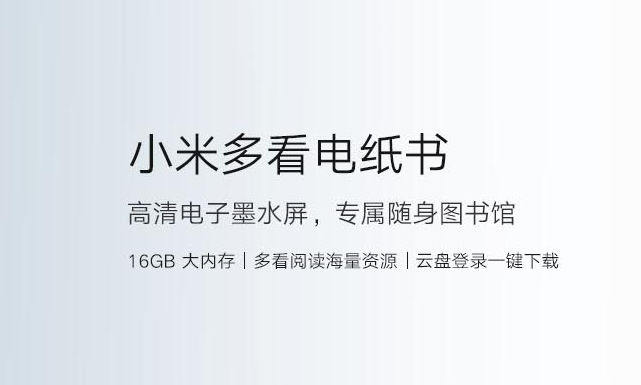 小米多看电纸书
高清电子墨水屏，专属随身图书馆
16GB 大内存｜多看阅读海量资源｜云盘登录一键下载